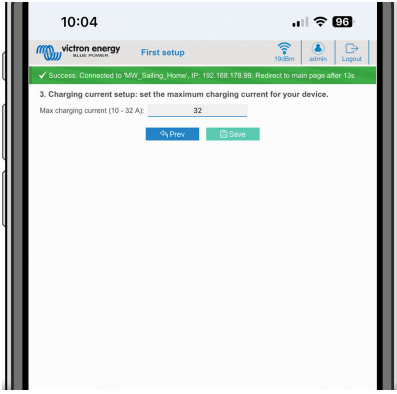 10:04
96
victron energy
BLUE POWER
First setup
19dBm
admin
Logout
Success. Connected to 'MW_Sailing_Home', IP: 192.168.178.99. Redirect to main page after 13s
3. Charging current setup: set the maximum charging current for your device.
Max charging current (10 - 32 A):
32
Prev
Save